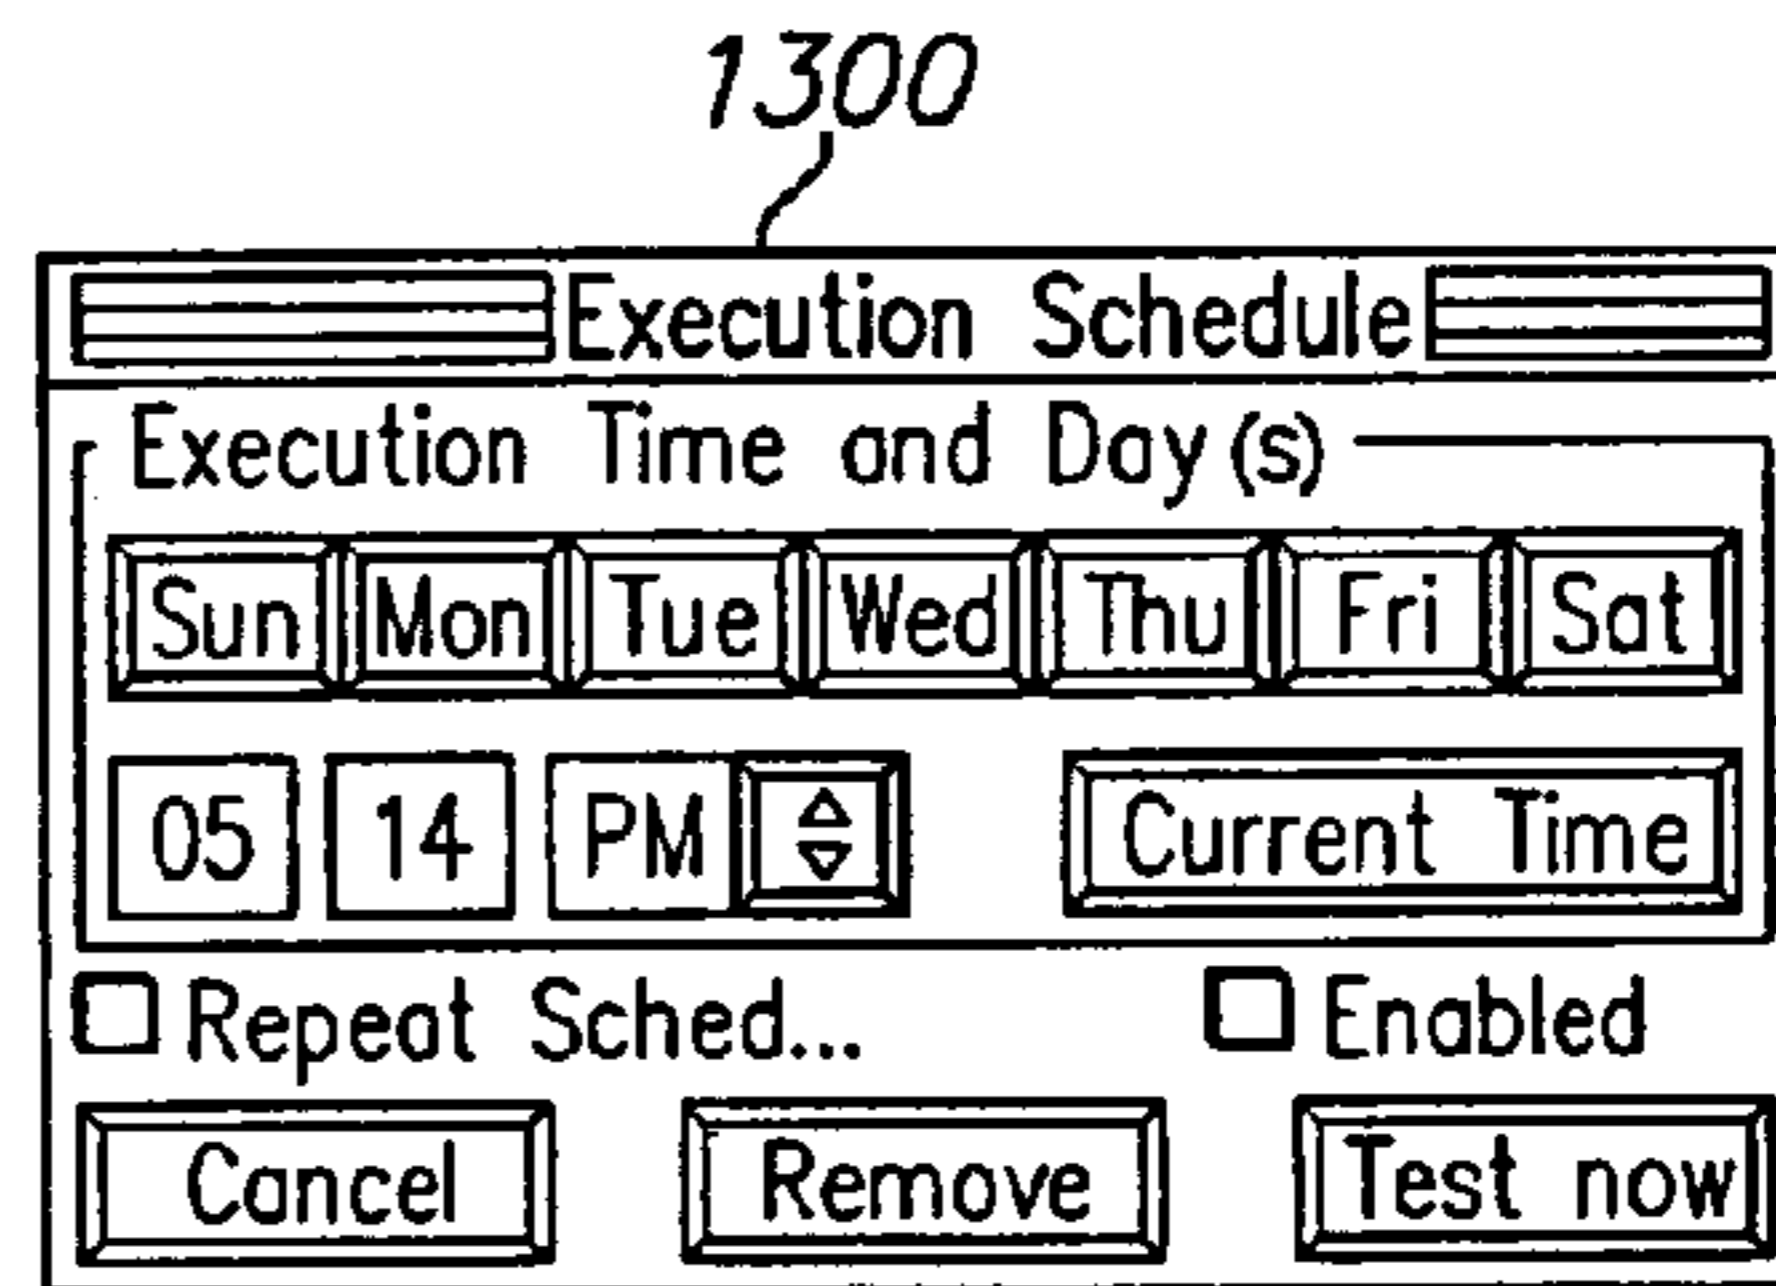 1300
Execution Schedule
Execution Time and Day(s)
Sun Mon Tue Wed Thu Fri Sat
05 14 PM Current Time
Repeat Sched... Enabled
Cancel Remove Test now